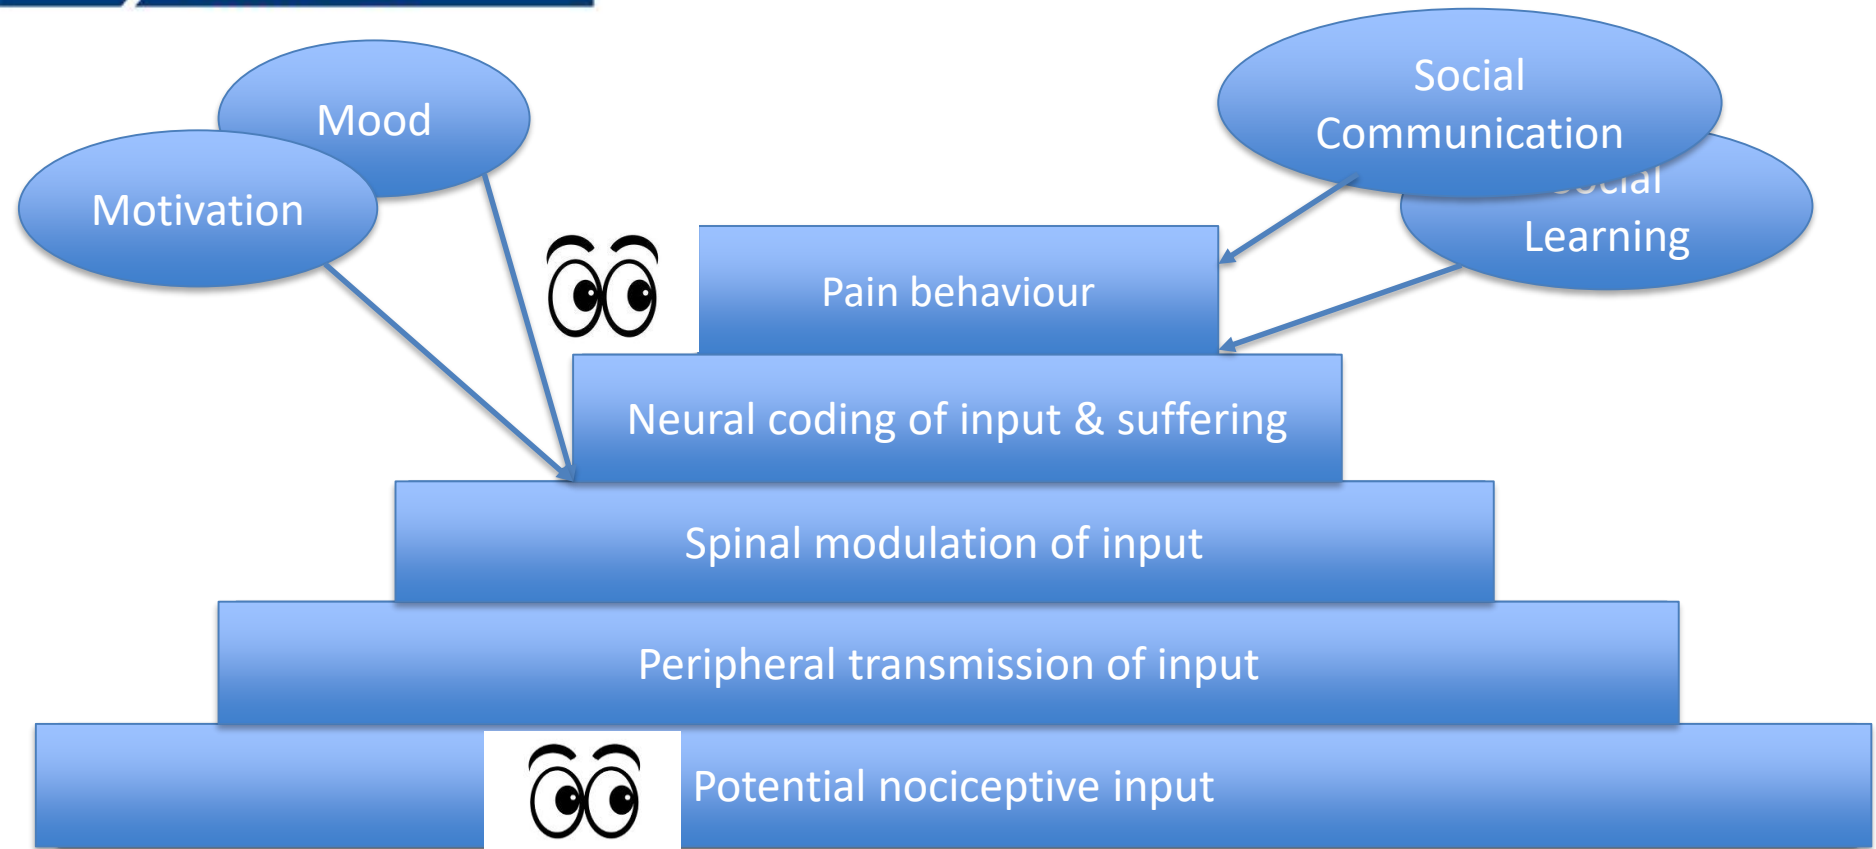 Mood
Motivation
Social
Communication
Social
Learning
Pain behaviour
Neural coding of input & suffering
Spinal modulation of input
Peripheral transmission of input
Potential nociceptive input